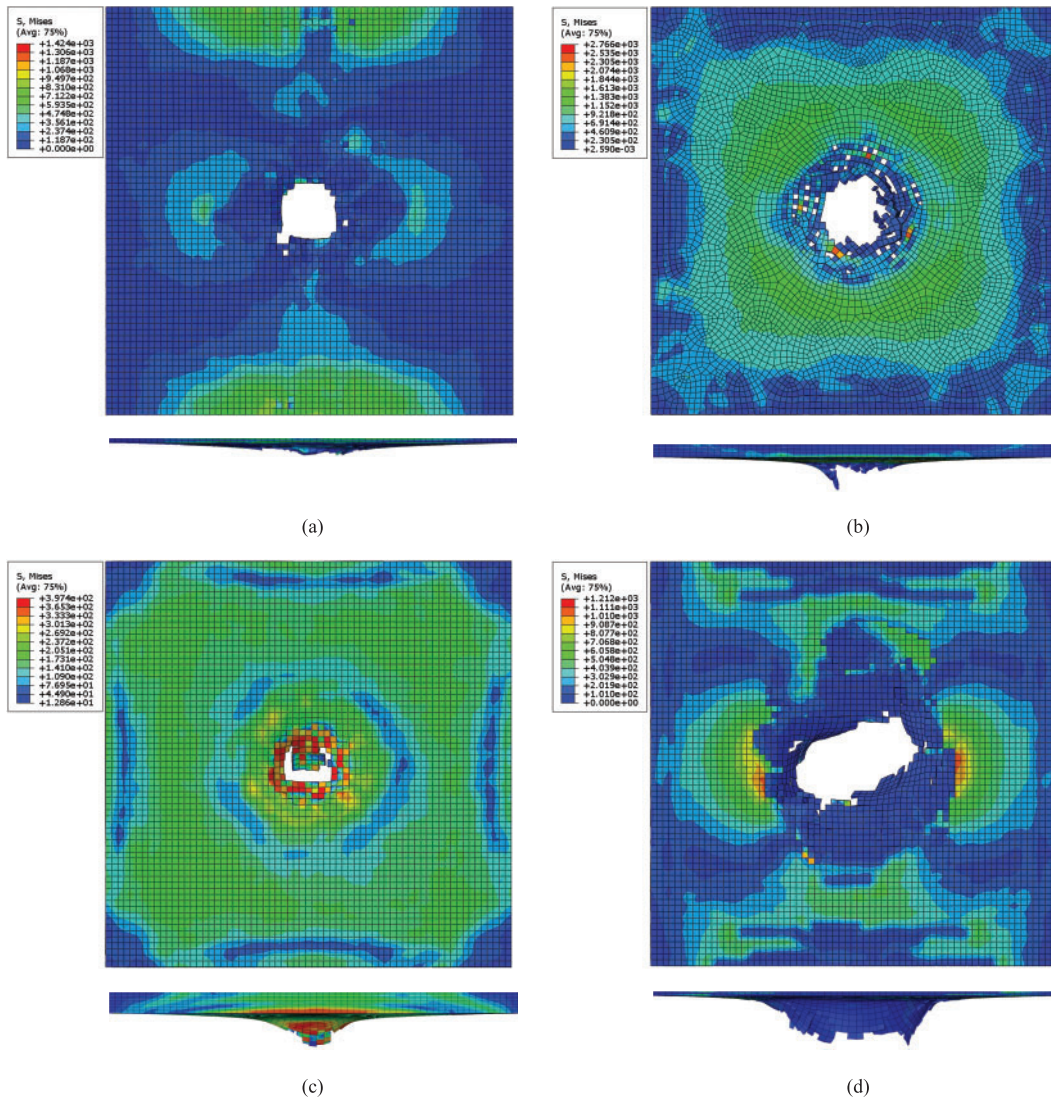 S, Mises
(Avg: 75%)
+1.424e+03
+1.306e+03
+1.187e+03
+1.068e+03
+9.497e+02
+8.310e+02
+7.122e+02
+5.935e+02
+4.748e+02
+3.561e+02
+2.374e+02
+1.187e+02
+0.000e+00
(a)
S, Mises
(Avg: 75%)
+2.766e+03
+2.535e+03
+2.305e+03
+2.074e+03
+1.844e+03
+1.613e+03
+1.383e+03
+1.152e+03
+9.218e+02
+6.914e+02
+4.609e+02
+2.305e+02
+2.590e-03
(b)
S, Mises
(Avg: 75%)
+3.974e+02
+3.653e+02
+3.333e+02
+3.013e+02
+2.692e+02
+2.372e+02
+2.051e+02
+1.731e+02
+1.410e+02
+1.090e+02
+7.695e+01
+4.490e+01
+1.286e+01
(c)
S, Mises
(Avg: 75%)
+1.212e+03
+1.111e+03
+1.010e+03
+9.087e+02
+8.077e+02
+7.068e+02
+6.058e+02
+5.048e+02
+4.039e+02
+3.029e+02
+2.019e+02
+1.010e+02
+0.000e+00
(d)